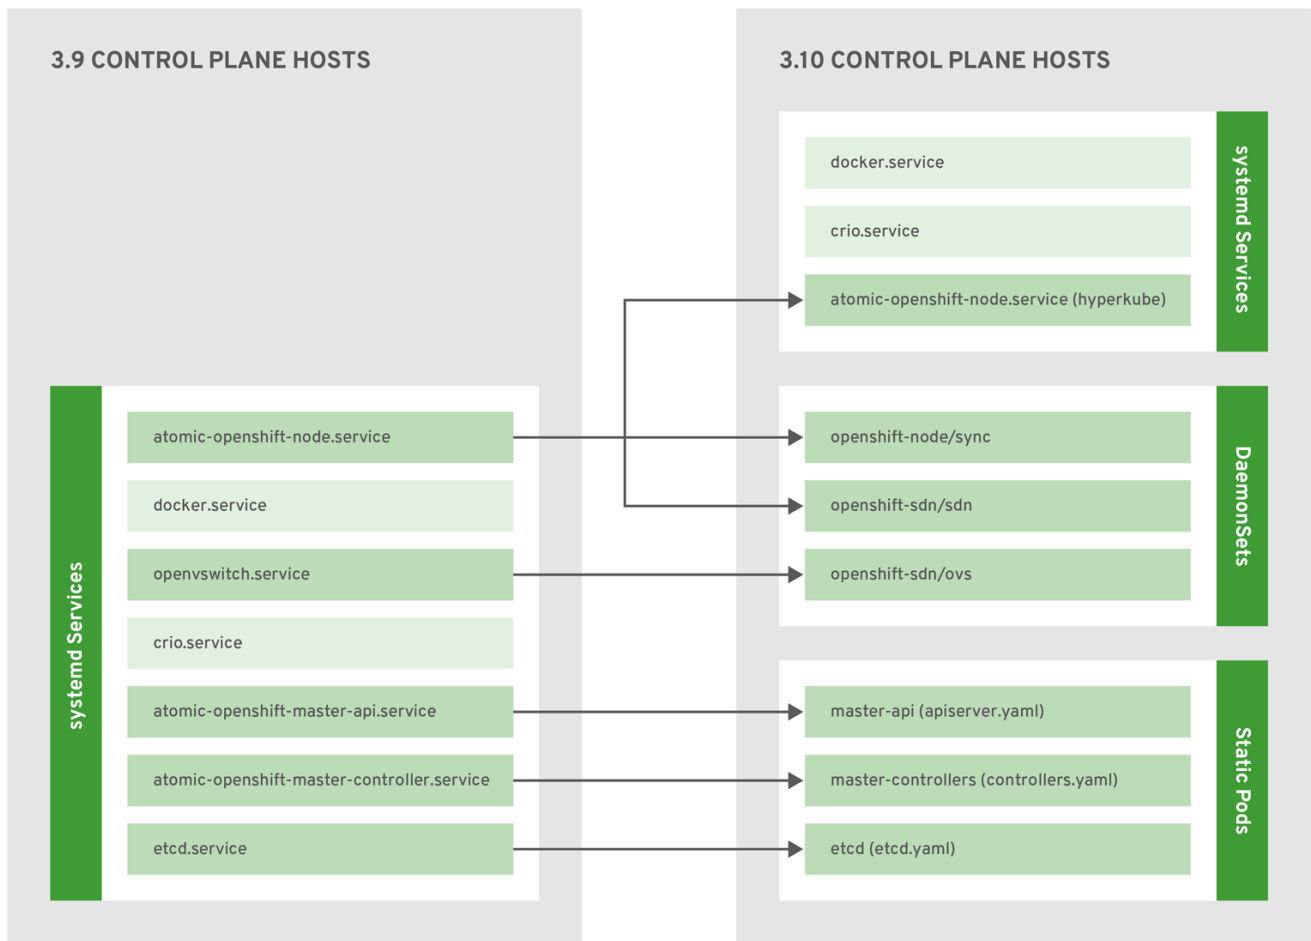 3.9 CONTROL PLANE HOSTS
systemd Services
atomic-openshift-node.service
docker.service
openvswitch.service
crio.service
atomic-openshift-master-api.service
atomic-openshift-master-controller.service
etcd.service
3.10 CONTROL PLANE HOSTS
docker.service
crio.service
atomic-openshift-node.service (hyperkube)
systemd Services
openshift-node/sync
openshift-sdn/sdn
openshift-sdn/ovs
DaemonSets
master-api (apiserver.yaml)
master-controllers (controllers.yaml)
etcd (etcd.yaml)
Static Pods